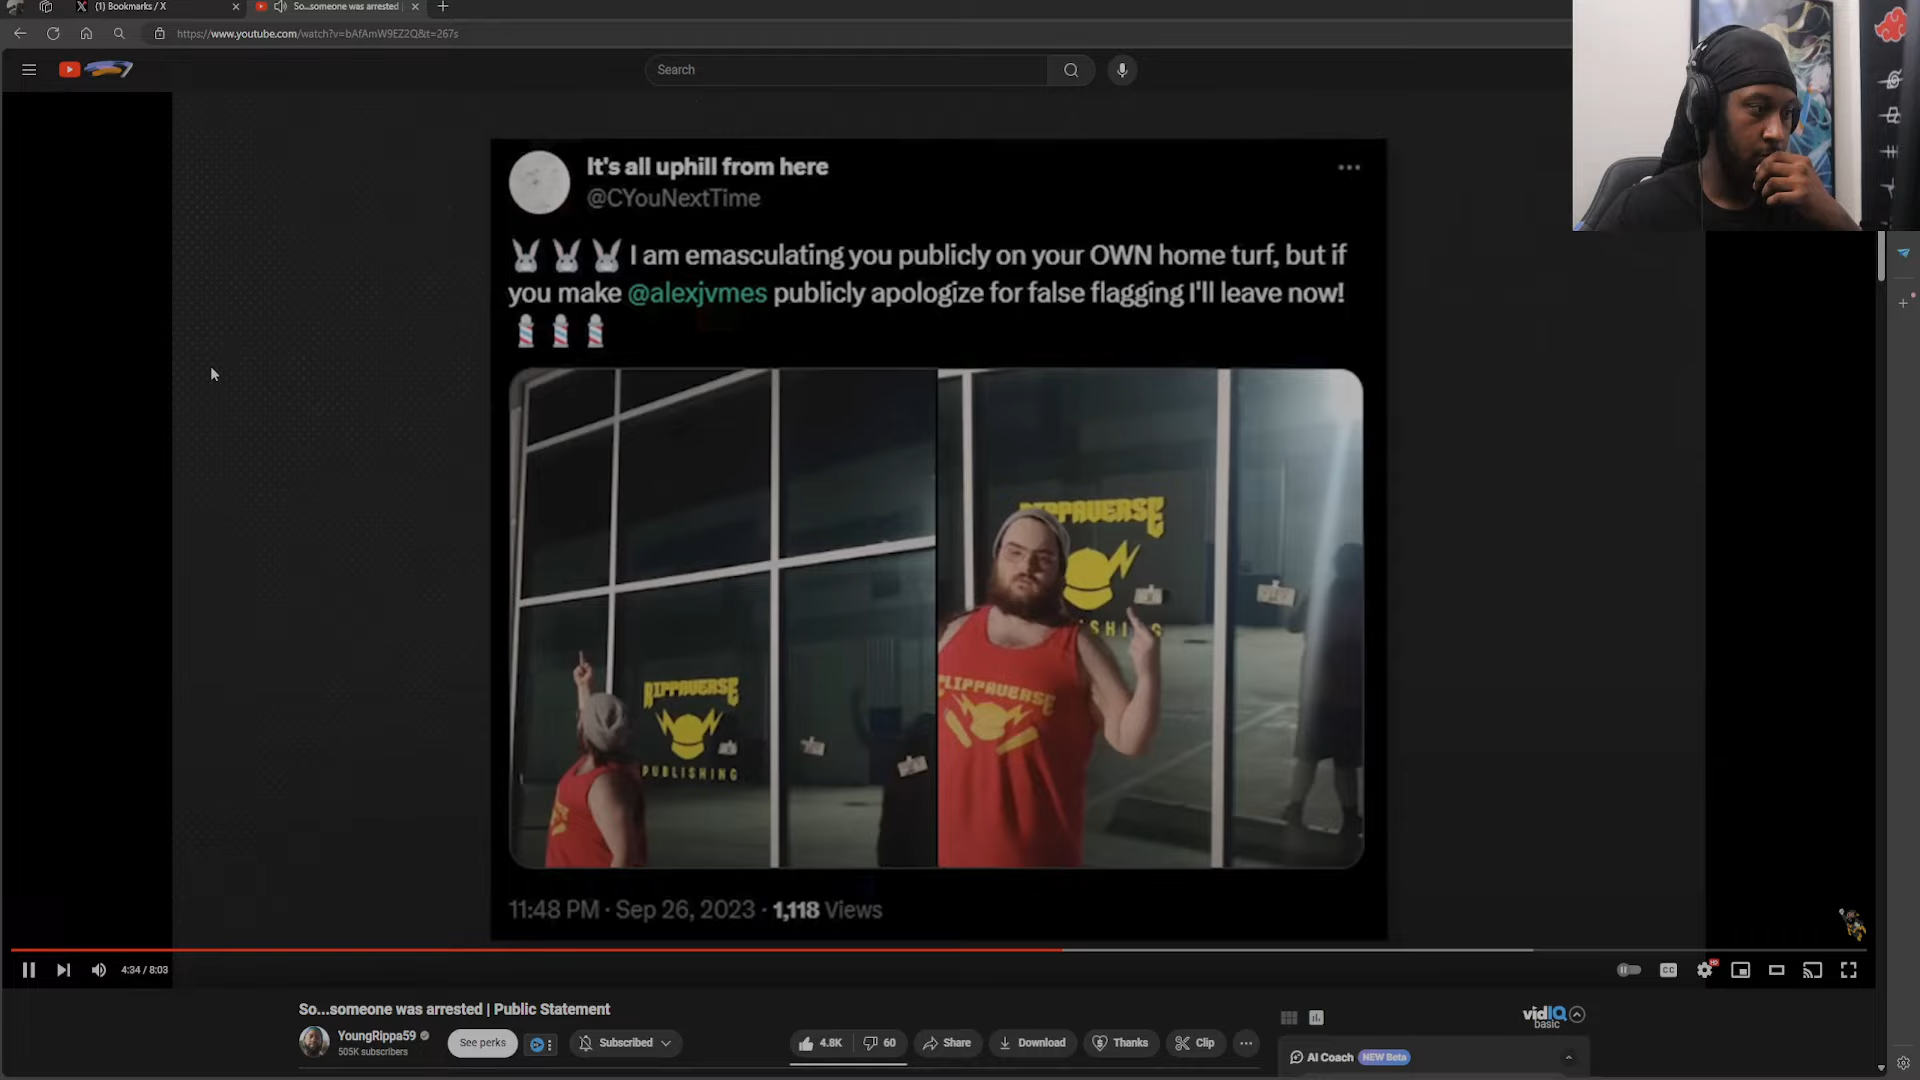 (1) Bookmarks / X
So...someone was arrested
https://www.youtube.com/watch?v=bAfAmW9EZ2Q&t=267s
Search
It's all uphill from here
@CYouNextTime
I am emasculating you publicly on your OWN home turf, but if
you make @alexjvmes publicly apologize for false flagging I'll leave now!
RIPPAVERSE
PUBLISHING
RIPPAVERSE
SHING
FLIPPAVERSE
11:48 PM · Sep 26, 2023 · 1,118 Views
4:34 / 8:03
CC
HD
So...someone was arrested | Public Statement
YoungRippa59
505K subscribers
See perks
Subscribed
4.8K
60
Share
Download
Thanks
Clip
vidIQ
basic
AI Coach NEW Beta